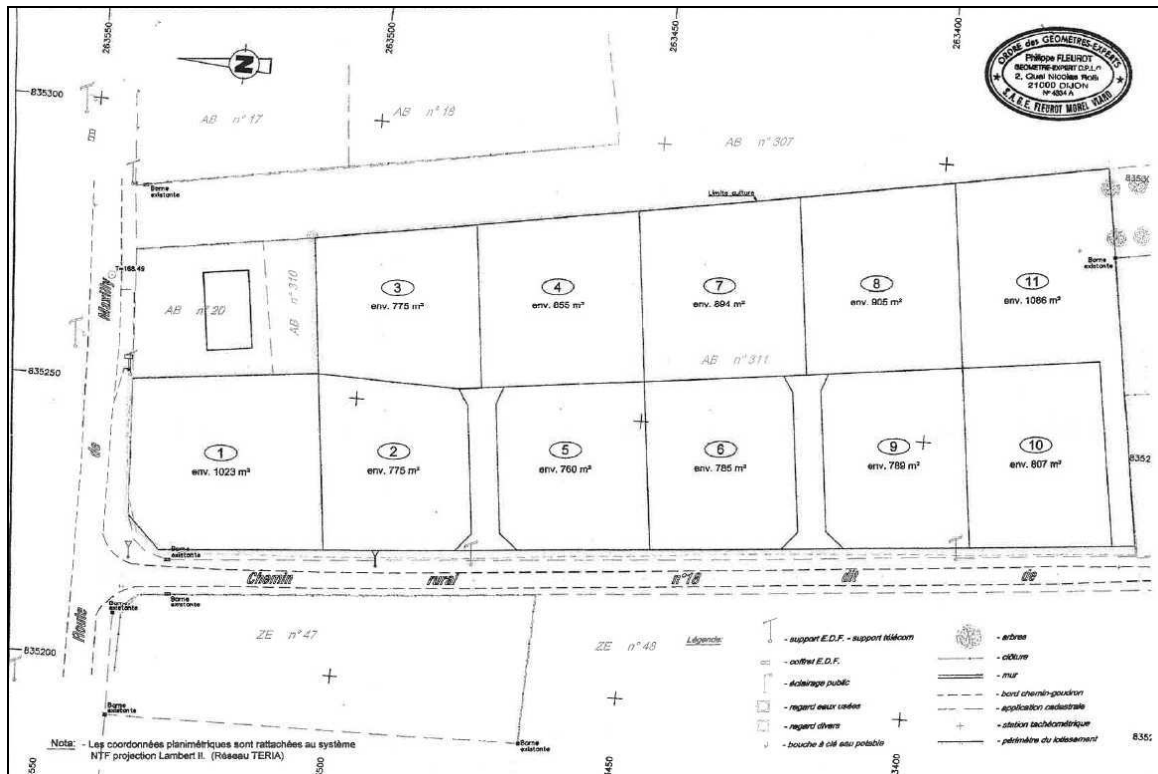 263550
263500
263450
263400
835300
N
ORDRE des GÉOMÈTRES-EXPERTS
Philippe FLEUROT
GEOMETRE-EXPERT D.P.L.G
2, Quai Nicolas Rolin
21000 DIJON
N° 4834 A
S.A.G.E. FLEUROT MOREL VIARD
AB n° 17
AB n° 18
AB n° 307
Borne existante
Limite culture
T=188.49
Maxilly
AB n° 20
AB n° 310
3
env. 775 m²
4
env. 855 m²
7
env. 894 m²
8
env. 905 m²
11
env. 1086 m²
Borne existante
AB n° 311
835250
de
1
env. 1023 m²
2
env. 775 m²
5
env. 760 m²
6
env. 785 m²
9
env. 789 m²
10
env. 807 m²
Borne existante
Chemin rural n°18 dit de
Borne existante
Borne existante
Route
ZE n° 47
ZE n° 48
835200
Légende:
- support E.D.F. - support télécom
- coffret E.D.F.
- éclairage public
- regard eaux usées
- regard divers
- bouche à clé eau potable
- arbres
- clôture
- mur
- bord chemin-goudron
- application cadastrale
- station tachéométrique
- périmètre du lotissement
Borne existante
Borne existante
Nota: - Les coordonnées planimétriques sont rattachées au système
NTF projection Lambert II. (Réseau TERIA)